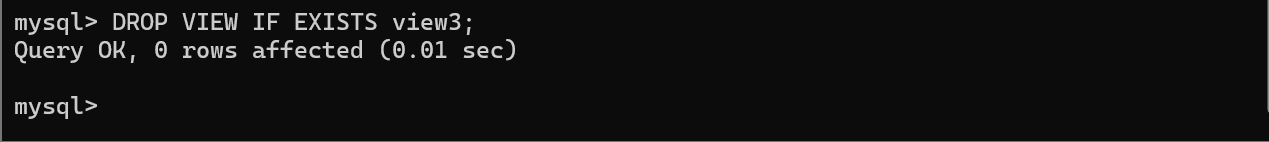 mysql> DROP VIEW IF EXISTS view3;
Query OK, 0 rows affected (0.01 sec)
mysql>